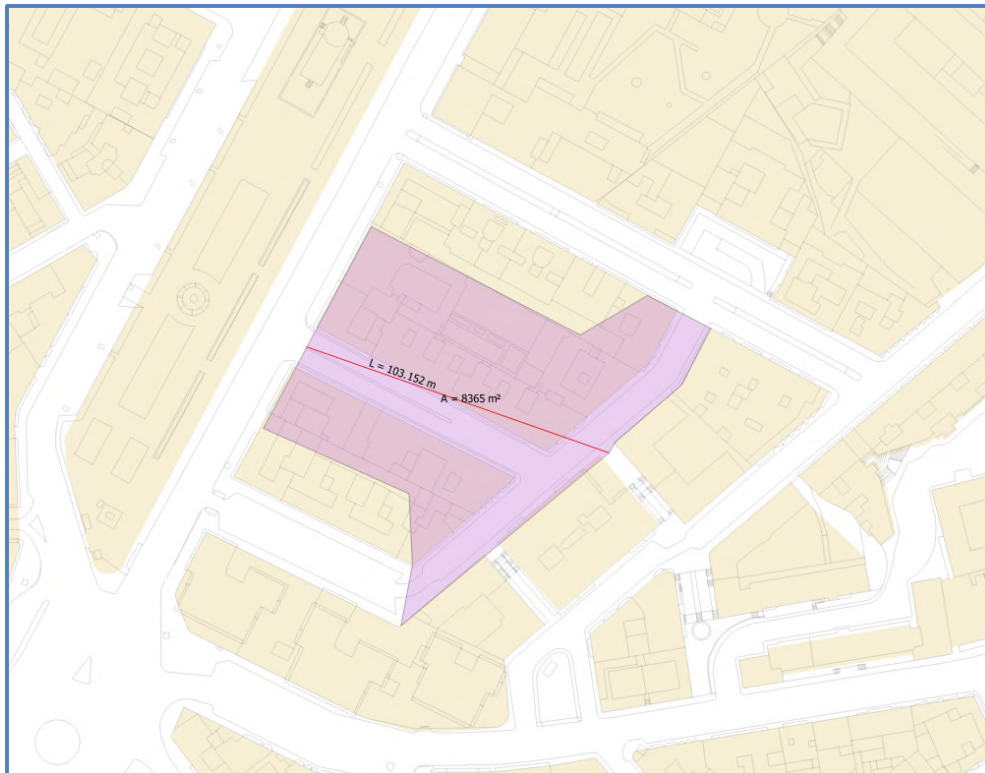 L = 103.152 m
A = 8365 m²